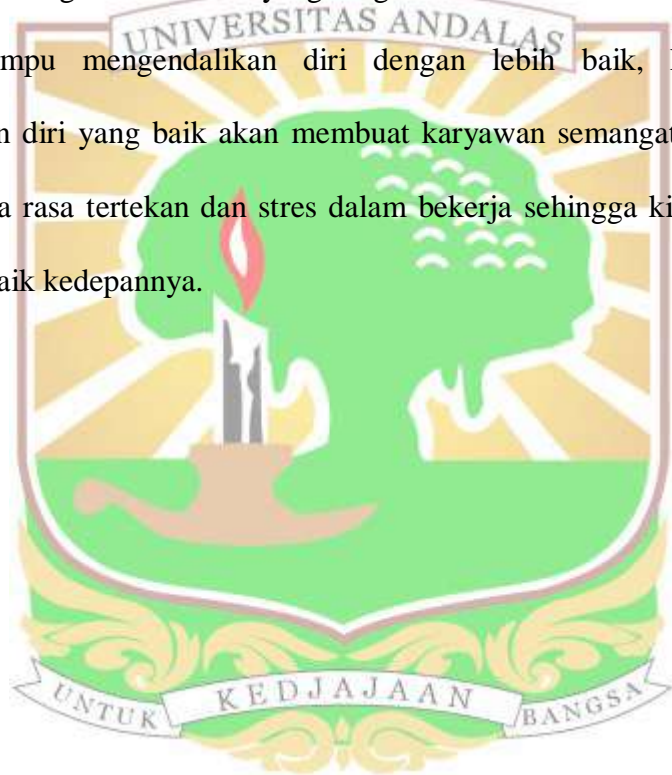 yang
UNIVERSITAS ANDALAS
mpu mengendalikan diri dengan lebih baik,
n diri yang baik akan membuat karyawan semangat
a rasa tertekan dan stres dalam bekerja sehingga ki
aik kedepannya.
UNTUK KEDJAJAAN BANGSA